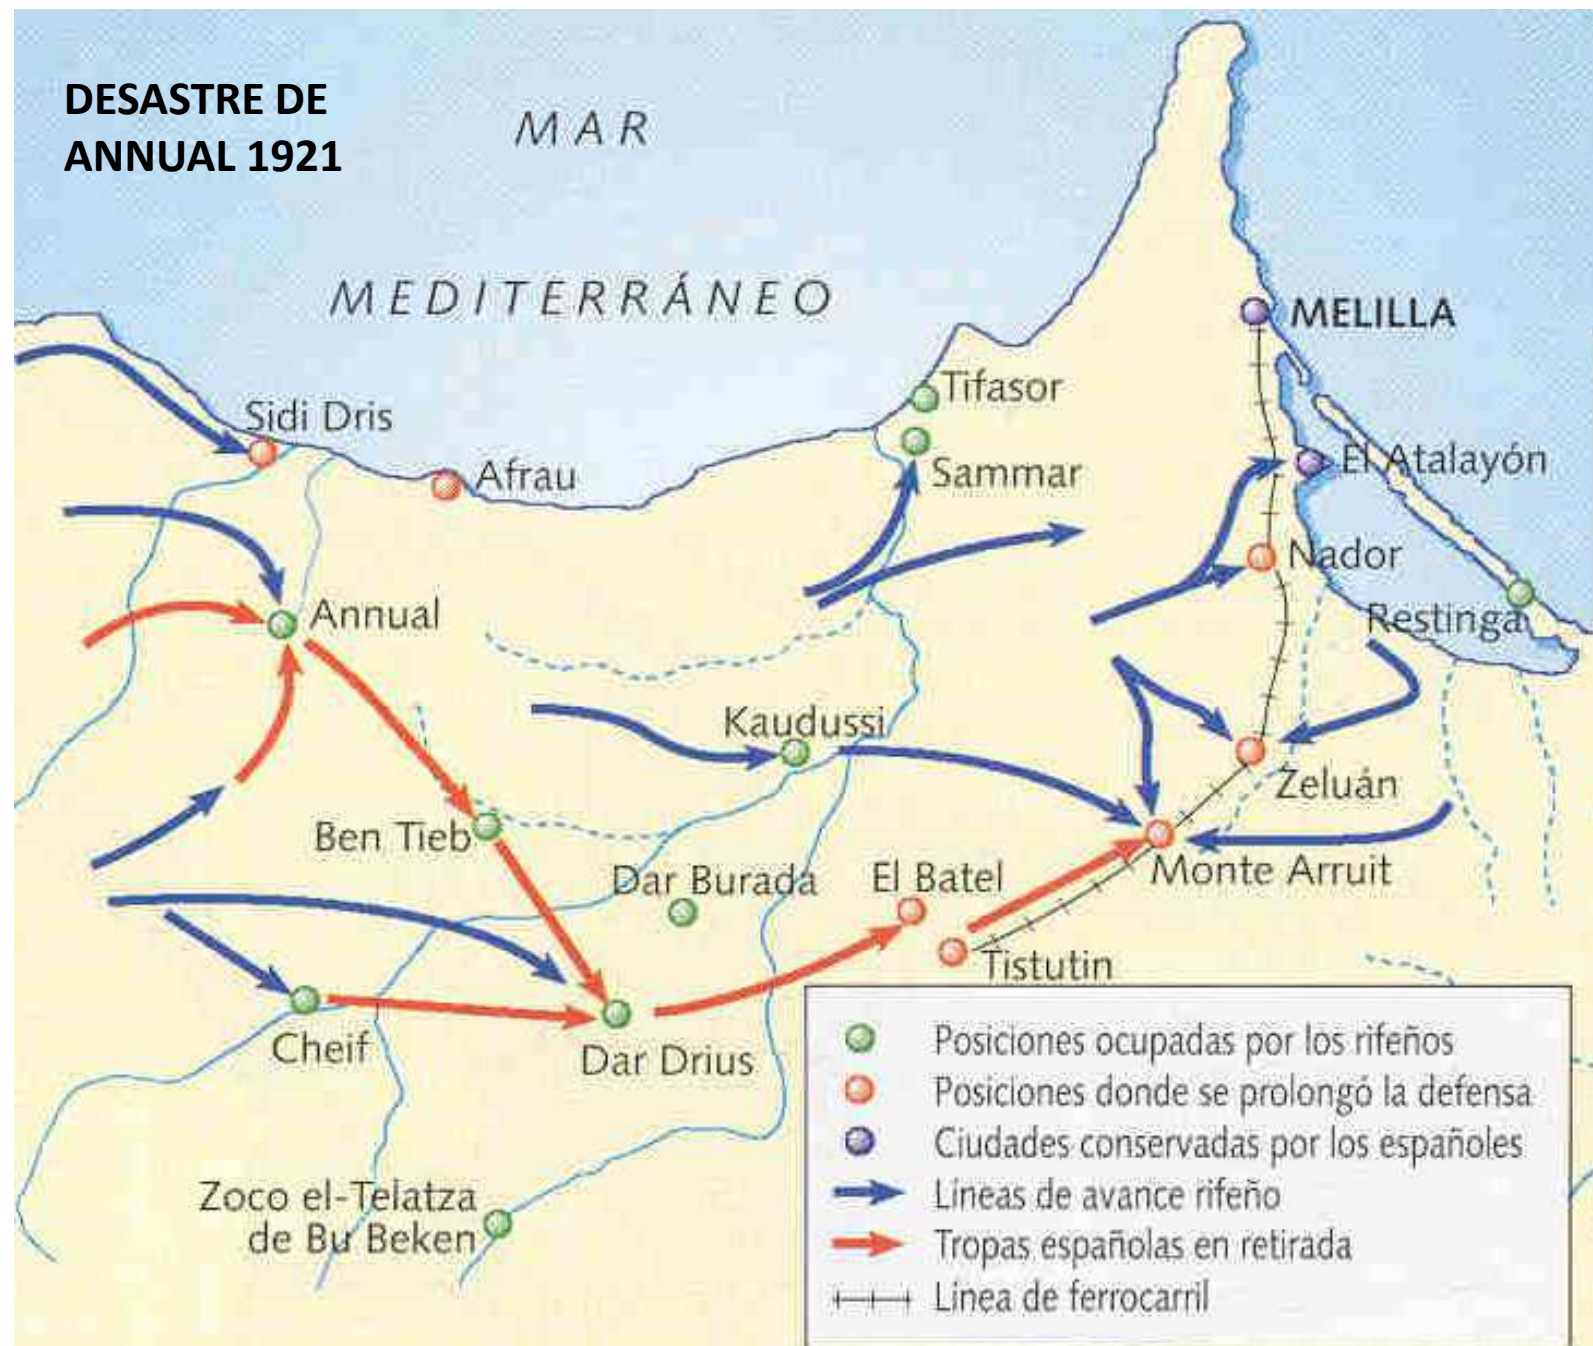 DESASTRE DE
ANNUAL 1921
MAR
MEDITERRÁNEO
MELILLA
Tifasor
Sidi Dris
Sammar
El Atalayón
Afrau
Nador
Annual
Restinga
Kaudussi
Zeluán
Ben Tieb
Dar Burada
El Batel
Monte Arruit
Tistutin
Cheif
Dar Drius
Zoco el-Telatza
de Bu Beken
Posiciones ocupadas por los rifeños
Posiciones donde se prolongó la defensa
Ciudades conservadas por los españoles
Líneas de avance rifeño
Tropas españolas en retirada
Línea de ferrocarril